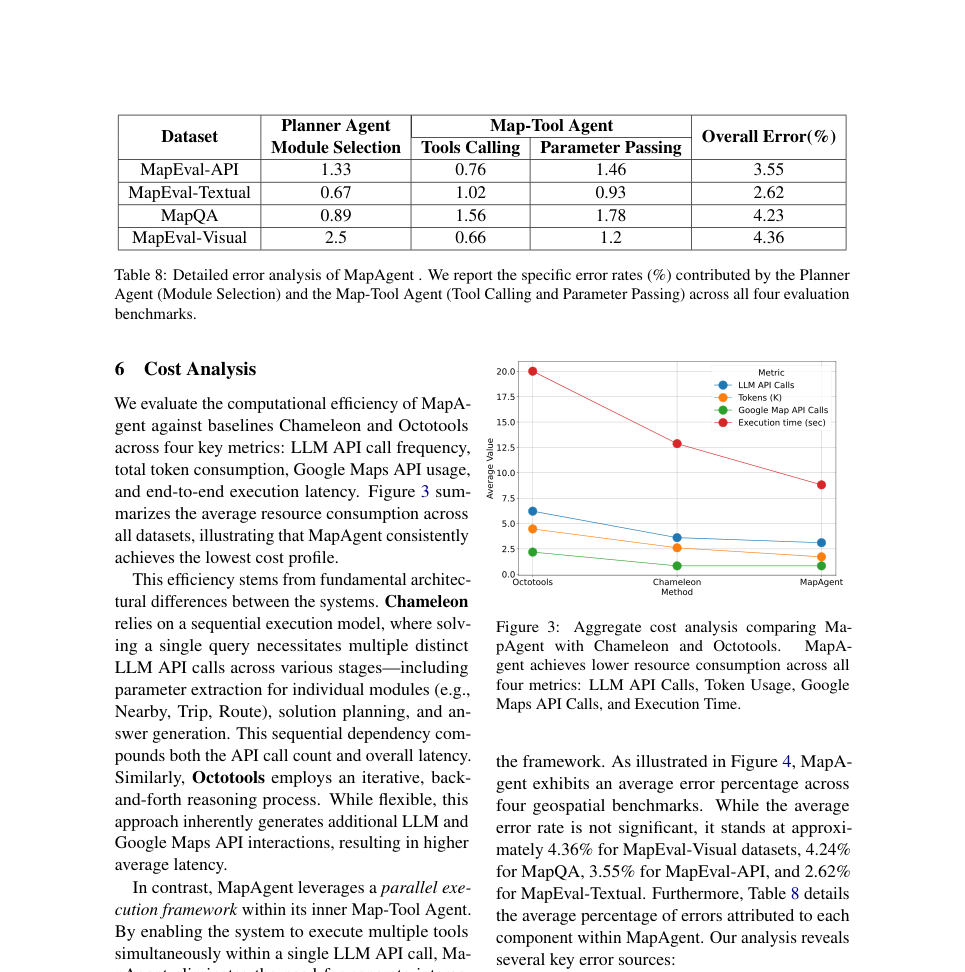 Dataset Planner Agent Map-Tool Agent Overall Error(%)
Module Selection Tools Calling Parameter Passing
MapEval-API 1.33 0.76 1.46 3.55
MapEval-Textual 0.67 1.02 0.93 2.62
MapQA 0.89 1.56 1.78 4.23
MapEval-Visual 2.5 0.66 1.2 4.36
Table 8: Detailed error analysis of MapAgent . We report the specific error rates (%) contributed by the Planner
Agent (Module Selection) and the Map-Tool Agent (Tool Calling and Parameter Passing) across all four evaluation
benchmarks.
6 Cost Analysis
We evaluate the computational efficiency of MapA-
gent against baselines Chameleon and Octotools
across four key metrics: LLM API call frequency,
total token consumption, Google Maps API usage,
and end-to-end execution latency. Figure 3 sum-
marizes the average resource consumption across
all datasets, illustrating that MapAgent consistently
achieves the lowest cost profile.
This efficiency stems from fundamental architec-
tural differences between the systems. Chameleon
relies on a sequential execution model, where solv-
ing a single query necessitates multiple distinct
LLM API calls across various stages—including
parameter extraction for individual modules (e.g.,
Nearby, Trip, Route), solution planning, and an-
swer generation. This sequential dependency com-
pounds both the API call count and overall latency.
Similarly, Octotools employs an iterative, back-
and-forth reasoning process. While flexible, this
approach inherently generates additional LLM and
Google Maps API interactions, resulting in higher
average latency.
In contrast, MapAgent leverages a parallel exe-
cution framework within its inner Map-Tool Agent.
By enabling the system to execute multiple tools
simultaneously within a single LLM API call, Ma-
Average Value
20.0
17.5
15.0
12.5
10.0
7.5
5.0
2.5
0.0
Metric
LLM API Calls
Tokens (K)
Google Map API Calls
Execution time (sec)
Octotools Chameleon MapAgent
Method
Figure 3: Aggregate cost analysis comparing Ma-
pAgent with Chameleon and Octotools. MapA-
gent achieves lower resource consumption across all
four metrics: LLM API Calls, Token Usage, Google
Maps API Calls, and Execution Time.
the framework. As illustrated in Figure 4, MapA-
gent exhibits an average error percentage across
four geospatial benchmarks. While the average
error rate is not significant, it stands at approxi-
mately 4.36% for MapEval-Visual datasets, 4.24%
for MapQA, 3.55% for MapEval-API, and 2.62%
for MapEval-Textual. Furthermore, Table 8 details
the average percentage of errors attributed to each
component within MapAgent. Our analysis reveals
several key error sources: